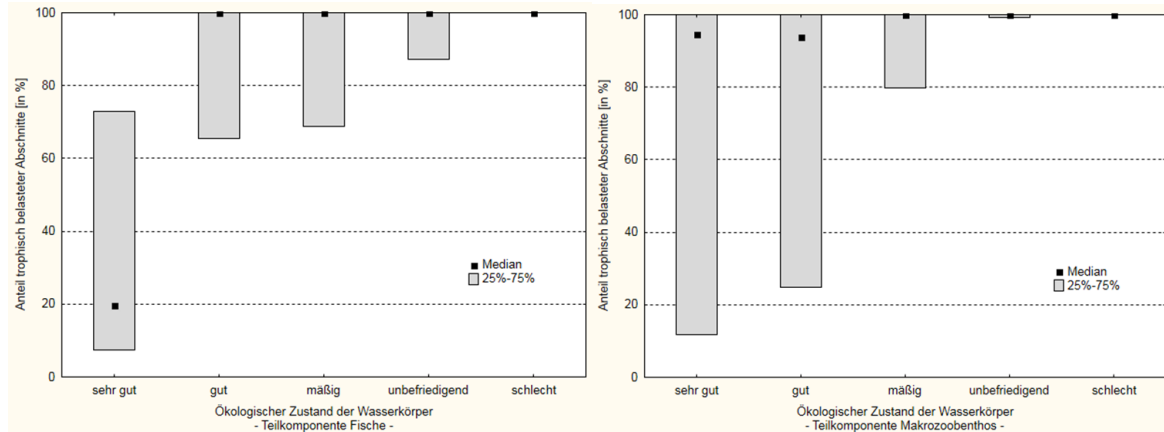 Anteil trophisch belasteter Abschnitte [in %]
100
80
60
40
20
0
Median
25%-75%
sehr gut
gut
mäßig
unbefriedigend
schlecht
Ökologischer Zustand der Wasserkörper
- Teilkomponente Fische -
Anteil trophisch belasteter Abschnitte [in %]
100
80
60
40
20
0
Median
25%-75%
sehr gut
gut
mäßig
unbefriedigend
schlecht
Ökologischer Zustand der Wasserkörper
- Teilkomponente Makrozoobenthos -